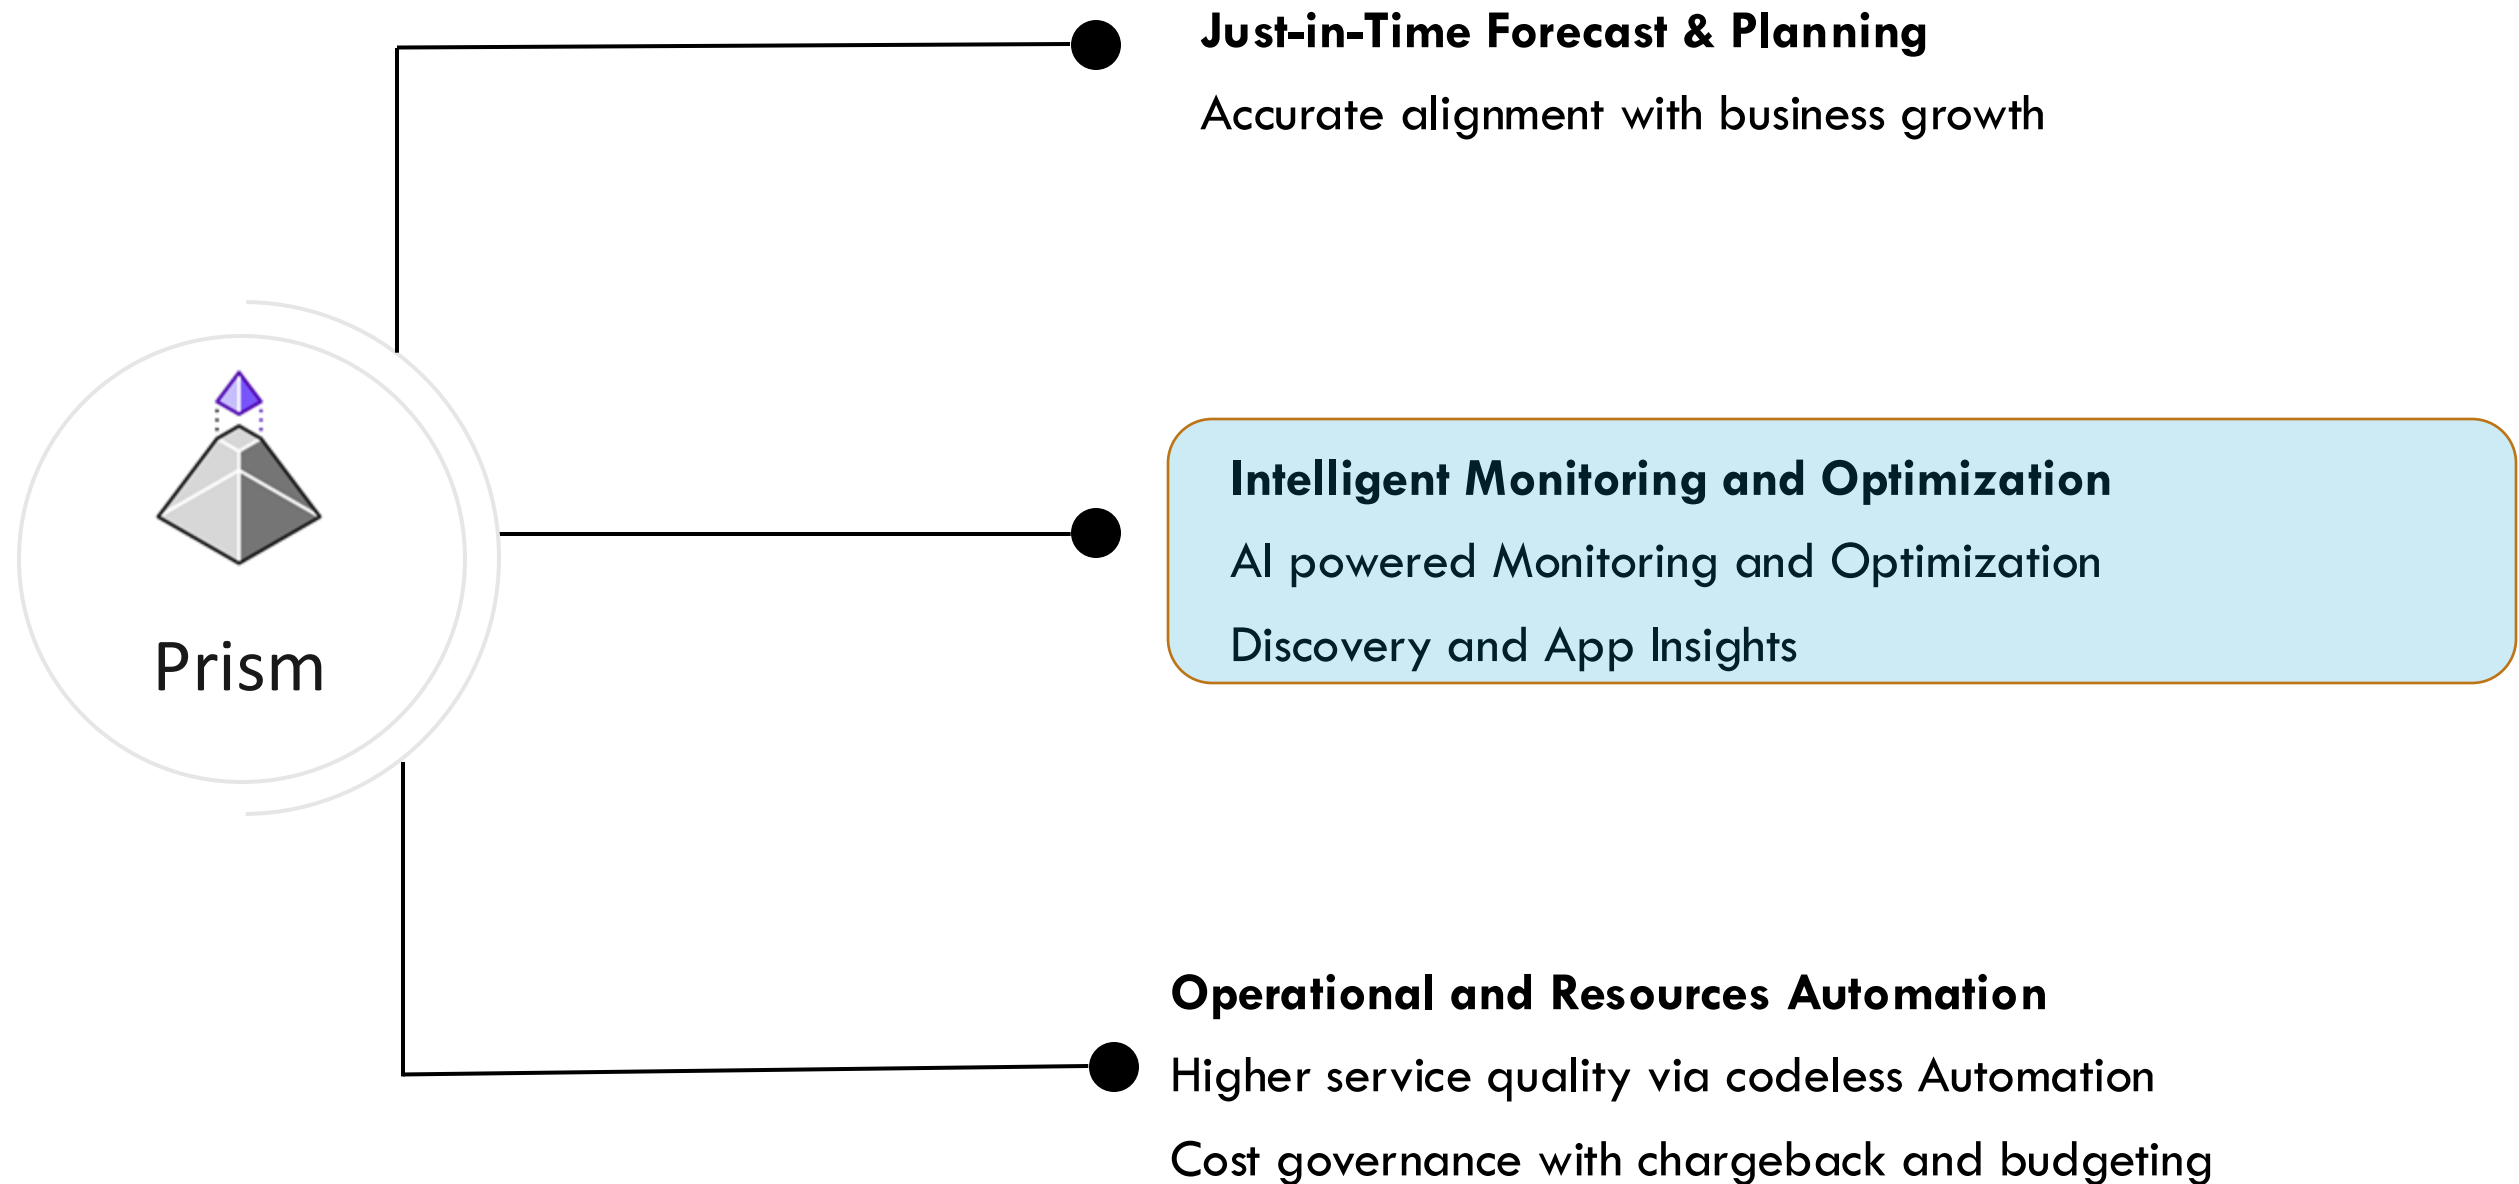 Just-in-Time Forecast & Planning
Accurate alignment with business growth
Intelligent Monitoring and Optimization
AI powered Monitoring and Optimization
Discovery and App Insights
Prism
Operational and Resources Automation
Higher service quality via codeless Automation
Cost governance with chargeback and budgeting